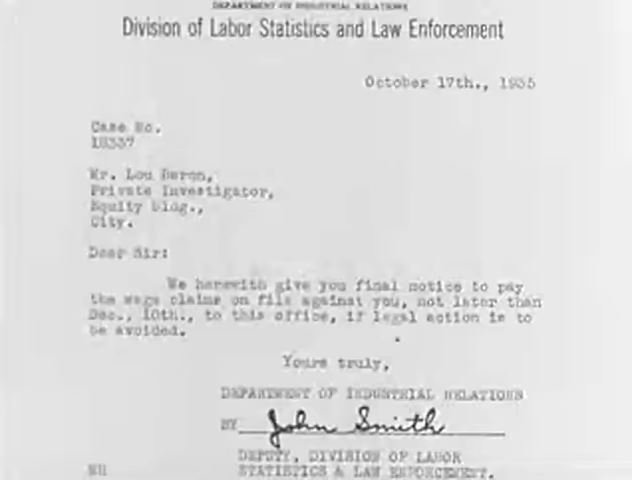 DEPARTMENT OF INDUSTRIAL RELATIONS
Division of Labor Statistics and Law Enforcement
October 17th., 1935
Case No.
Mr. Lou
Private Investigator,
Equity bldg.,
City.
Dear Sir:
We herewith give you final notice to pay
the wage claims on file against you, not later than
Dec., 10th., to this office, if legal action is to
be avoided.
Yours truly,
DEPARTMENT OF INDUSTRIAL RELATIONS
BY John Smith
DEPUTY, DIVISION OF LABOR
STATISTICS & LAW ENFORCEMENT.